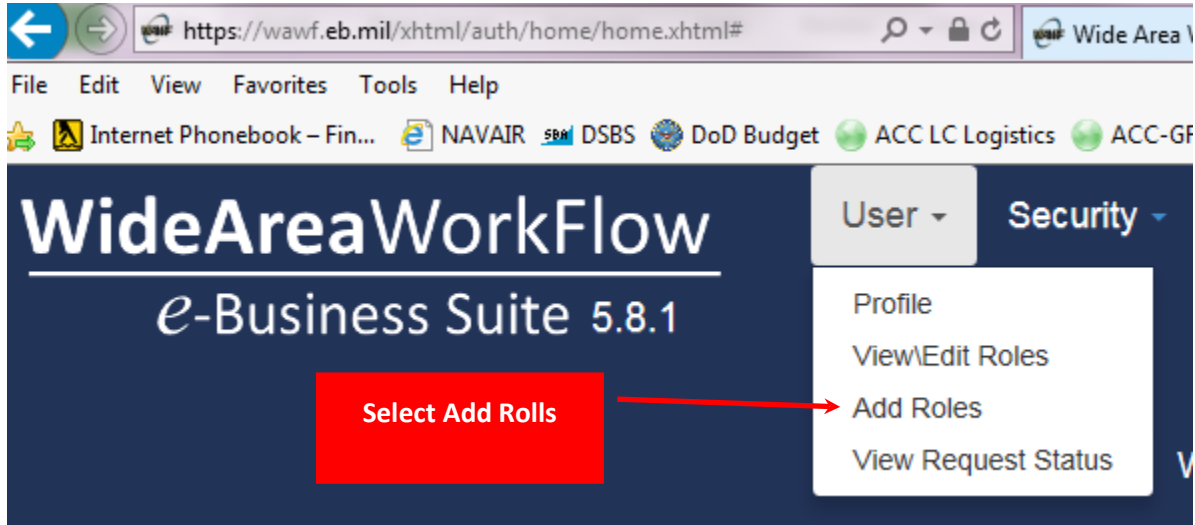 https://wawf.eb.mil/xhtml/auth/home/home.xhtml#
Wide Area
File Edit View Favorites Tools Help
Internet Phonebook – Fin... NAVAIR DSBS DoD Budget ACC LC Logistics ACC-GF
WideAreaWorkFlow
User Security
e-Business Suite 5.8.1
Profile
View\Edit Roles
Select Add Rolls
Add Roles
View Request Status